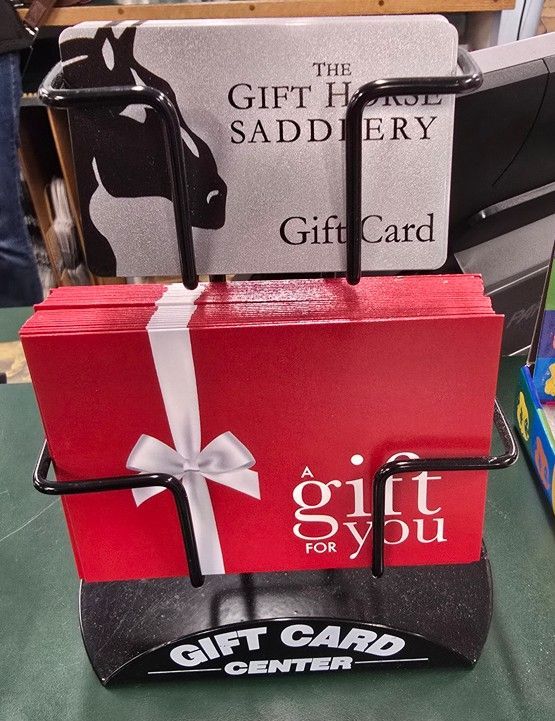 THE
GIFT HORSE
SADDLERY
Gift Card
A
gift
FOR you
GIFT CARD
CENTER